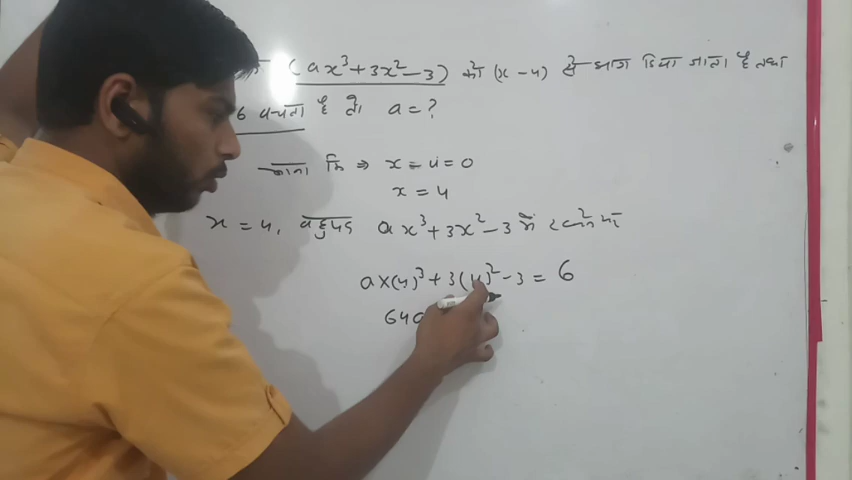 (ax³+3x²-3) को (x-4) से भाग दिया जाता है तथा
6 बचता है तो a=?
माना कि ⇒ x-4=0
x=4
x=4, बहुपद ax³+3x²-3 में रखने पर
ax(4)³+3(4)²-3=6
64a